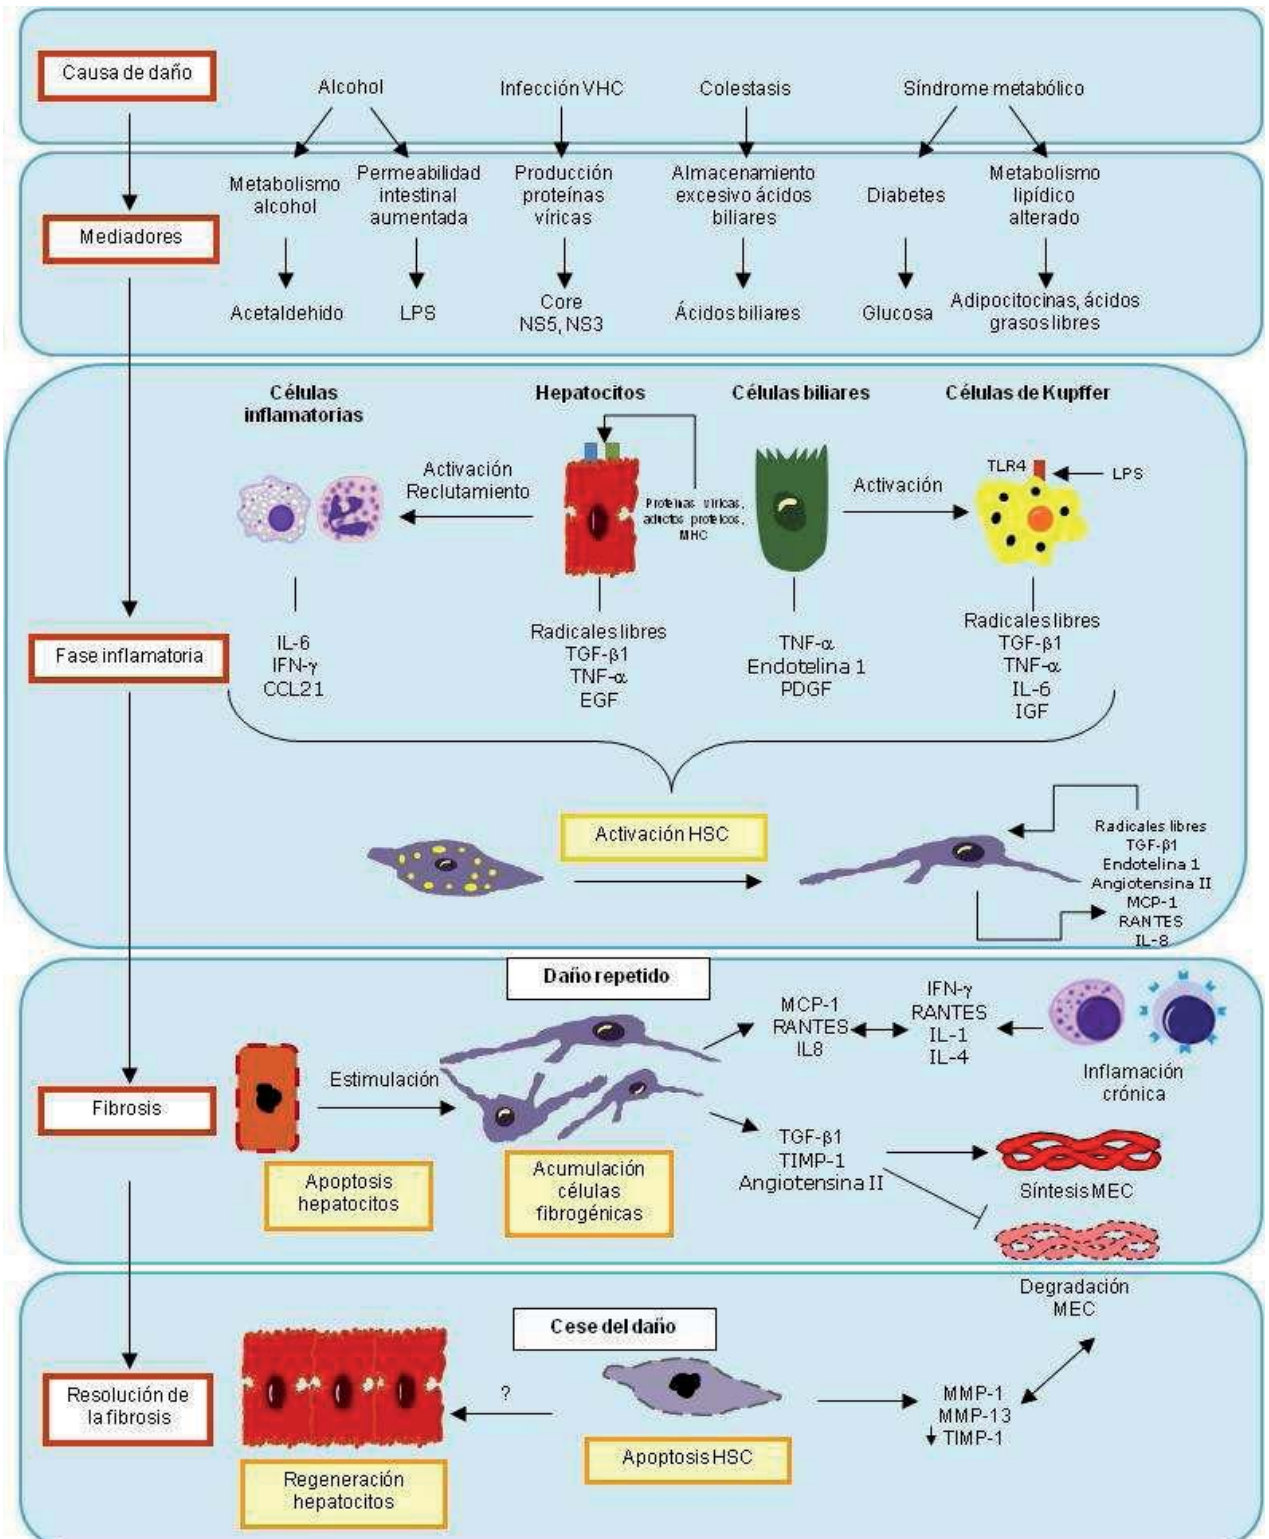 Causa de daño
Alcohol
Infección VHC
Colestasis
Síndrome metabólico
Mediadores
Metabolismo
alcohol
Permeabilidad
intestinal
aumentada
Producción
proteínas
víricas
Almacenamiento
excesivo ácidos
biliares
Diabetes
Metabolismo
lipídico
alterado
Acetaldehido
LPS
Core
NS5, NS3
Ácidos biliares
Glucosa
Adipocitocinas, ácidos
grasos libres
Fase inflamatoria
Células
inflamatorias
Hepatocitos
Células biliares
Células de Kupffer
Activación
Reclutamiento
Proteínas víricas,
aductos proteicos,
MHC
Activación
TLR4
LPS
IL-6
IFN-γ
CCL21
Radicales libres
TGF-β1
TNF-α
EGF
TNF-α
Endotelina 1
PDGF
Radicales libres
TGF-β1
TNF-α
IL-6
IGF
Activación HSC
Radicales libres
TGF-β1
Endotelina 1
Angiotensina II
MCP-1
RANTES
IL-8
Daño repetido
Fibrosis
Estimulación
Apoptosis
hepatocitos
Acumulación
células
fibrogénicas
MCP-1
RANTES
IL8
IFN-γ
RANTES
IL-1
IL-4
Inflamación
crónica
TGF-β1
TIMP-1
Angiotensina II
Síntesis MEC
Degradación
MEC
Cese del daño
Resolución de
la fibrosis
?
Regeneración
hepatocitos
Apoptosis HSC
MMP-1
MMP-13
TIMP-1